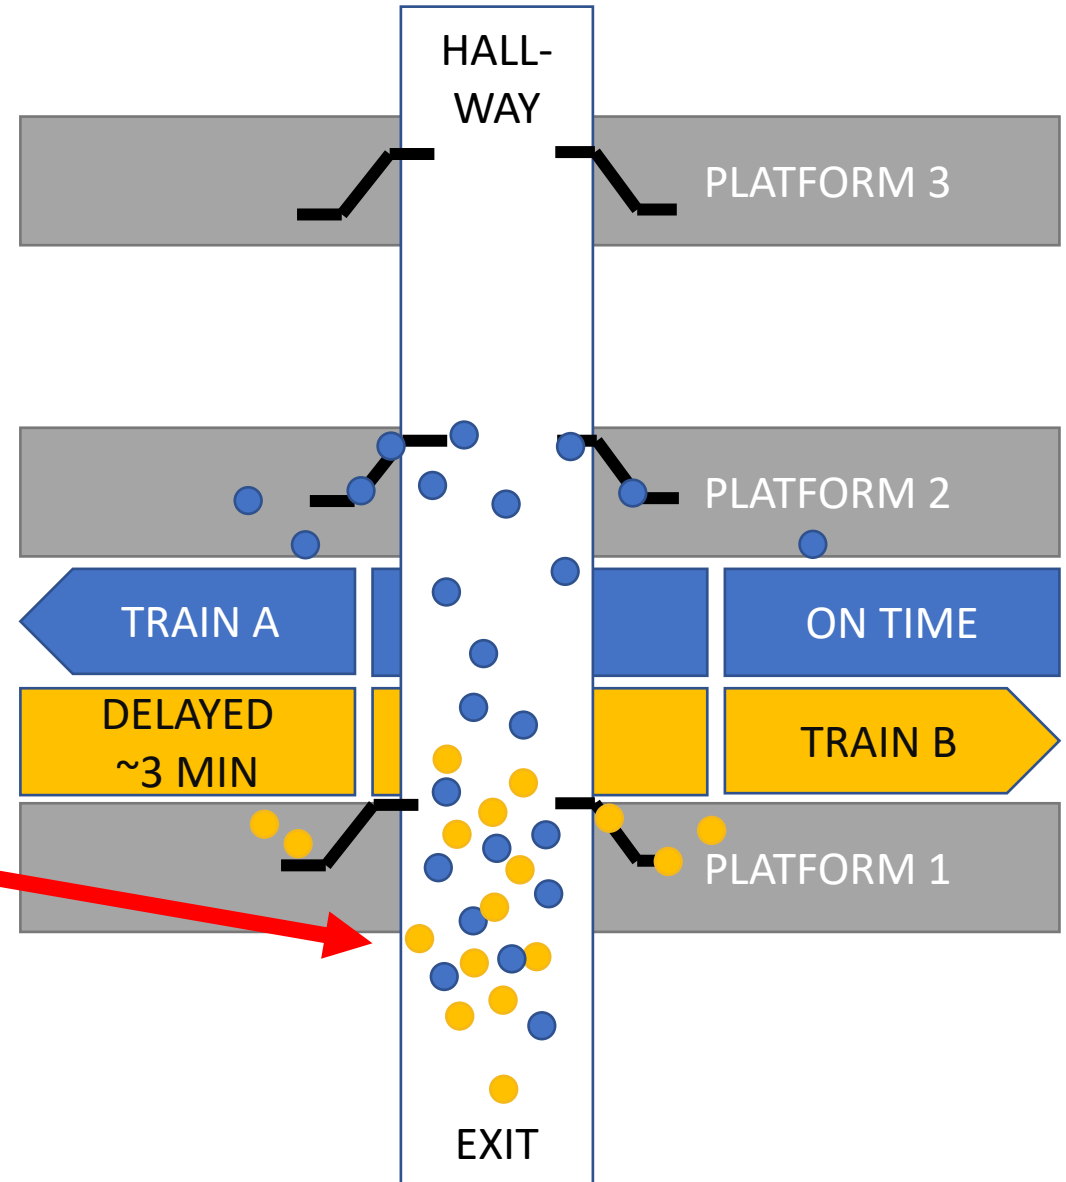 HALL-
WAY
PLATFORM 3
PLATFORM 2
TRAIN A
ON TIME
DELAYED
~3 MIN
TRAIN B
PLATFORM 1
EXIT